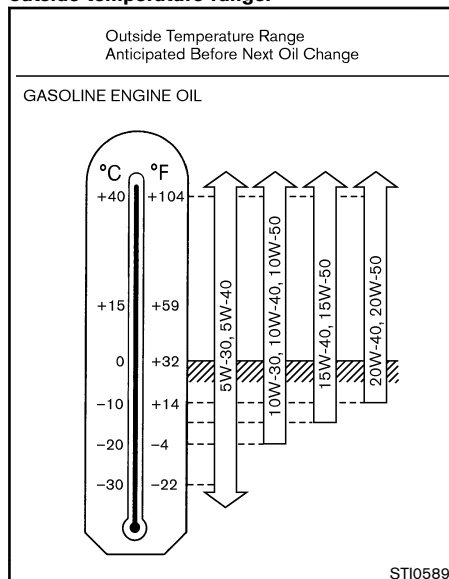 outside temperature range.
Outside Temperature Range
Anticipated Before Next Oil Change
GASOLINE ENGINE OIL
°C °F
+40 +104
+15 +59
0 +32
−10 +14
−20 −4
−30 −22
5W-30, 5W-40
10W-30, 10W-40, 10W-50
15W-40, 15W-50
20W-40, 20W-50
STI0589